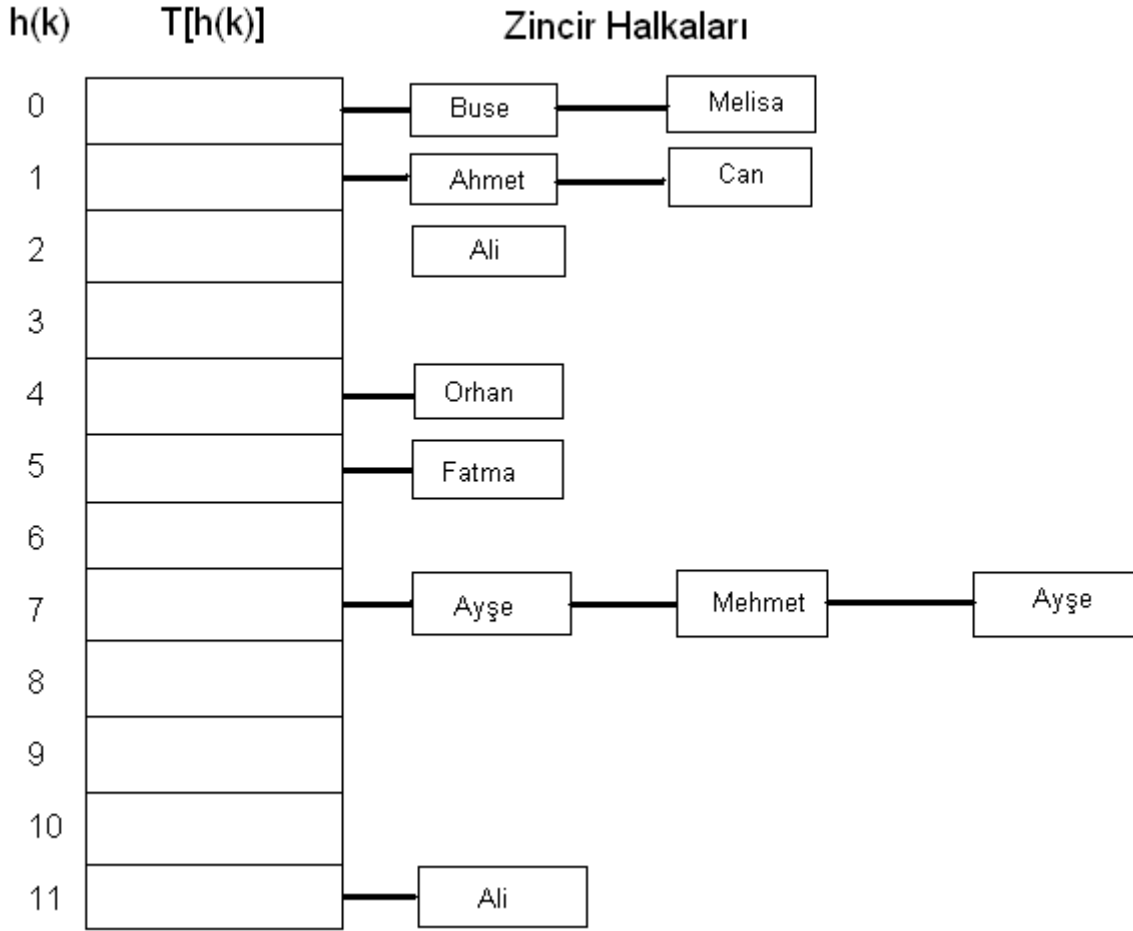 h(k) T[h(k)] Zincir Halkaları
0 Buse Melisa
1 Ahmet Can
2 Ali
3
4 Orhan
5 Fatma
6
7 Ayşe Mehmet Ayşe
8
9
10
11 Ali